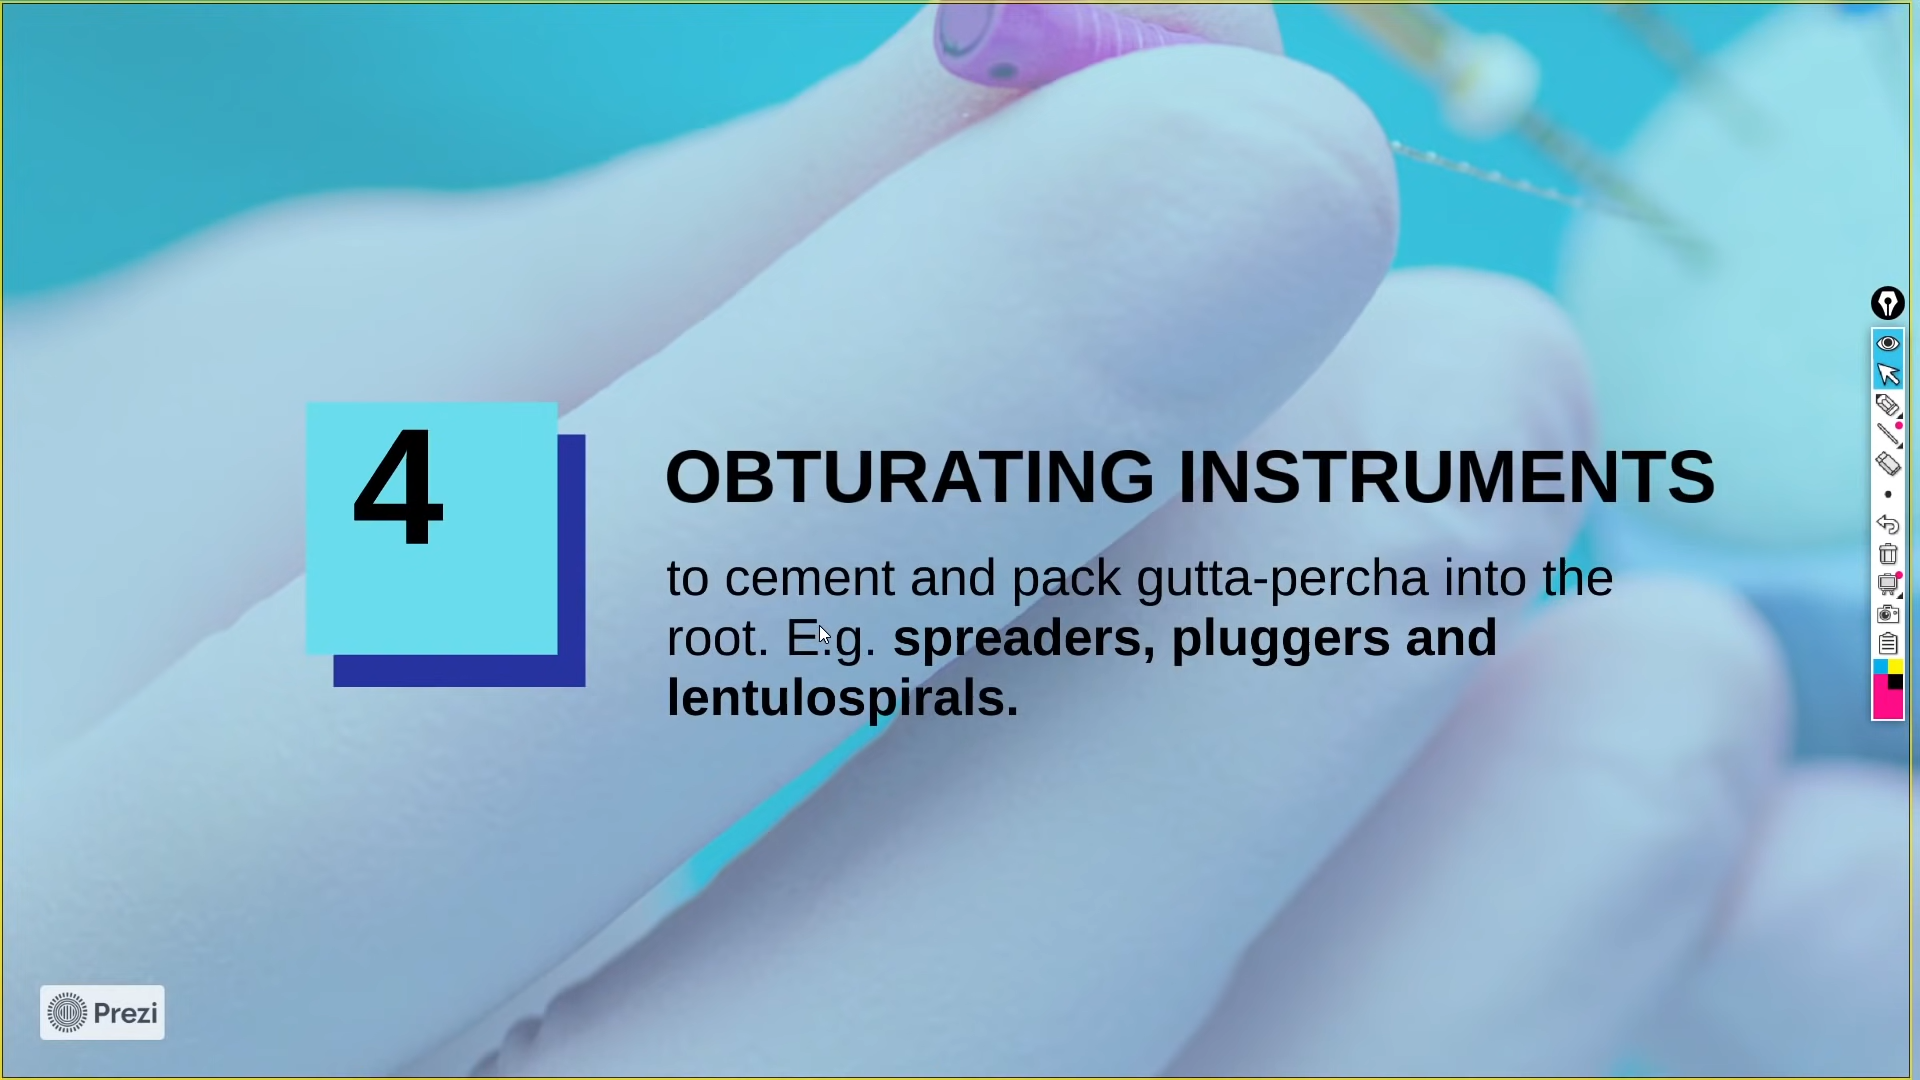 4
OBTURATING INSTRUMENTS
to cement and pack gutta-percha into the
root. E.g. spreaders, pluggers and
lentulospirals.
Prezi